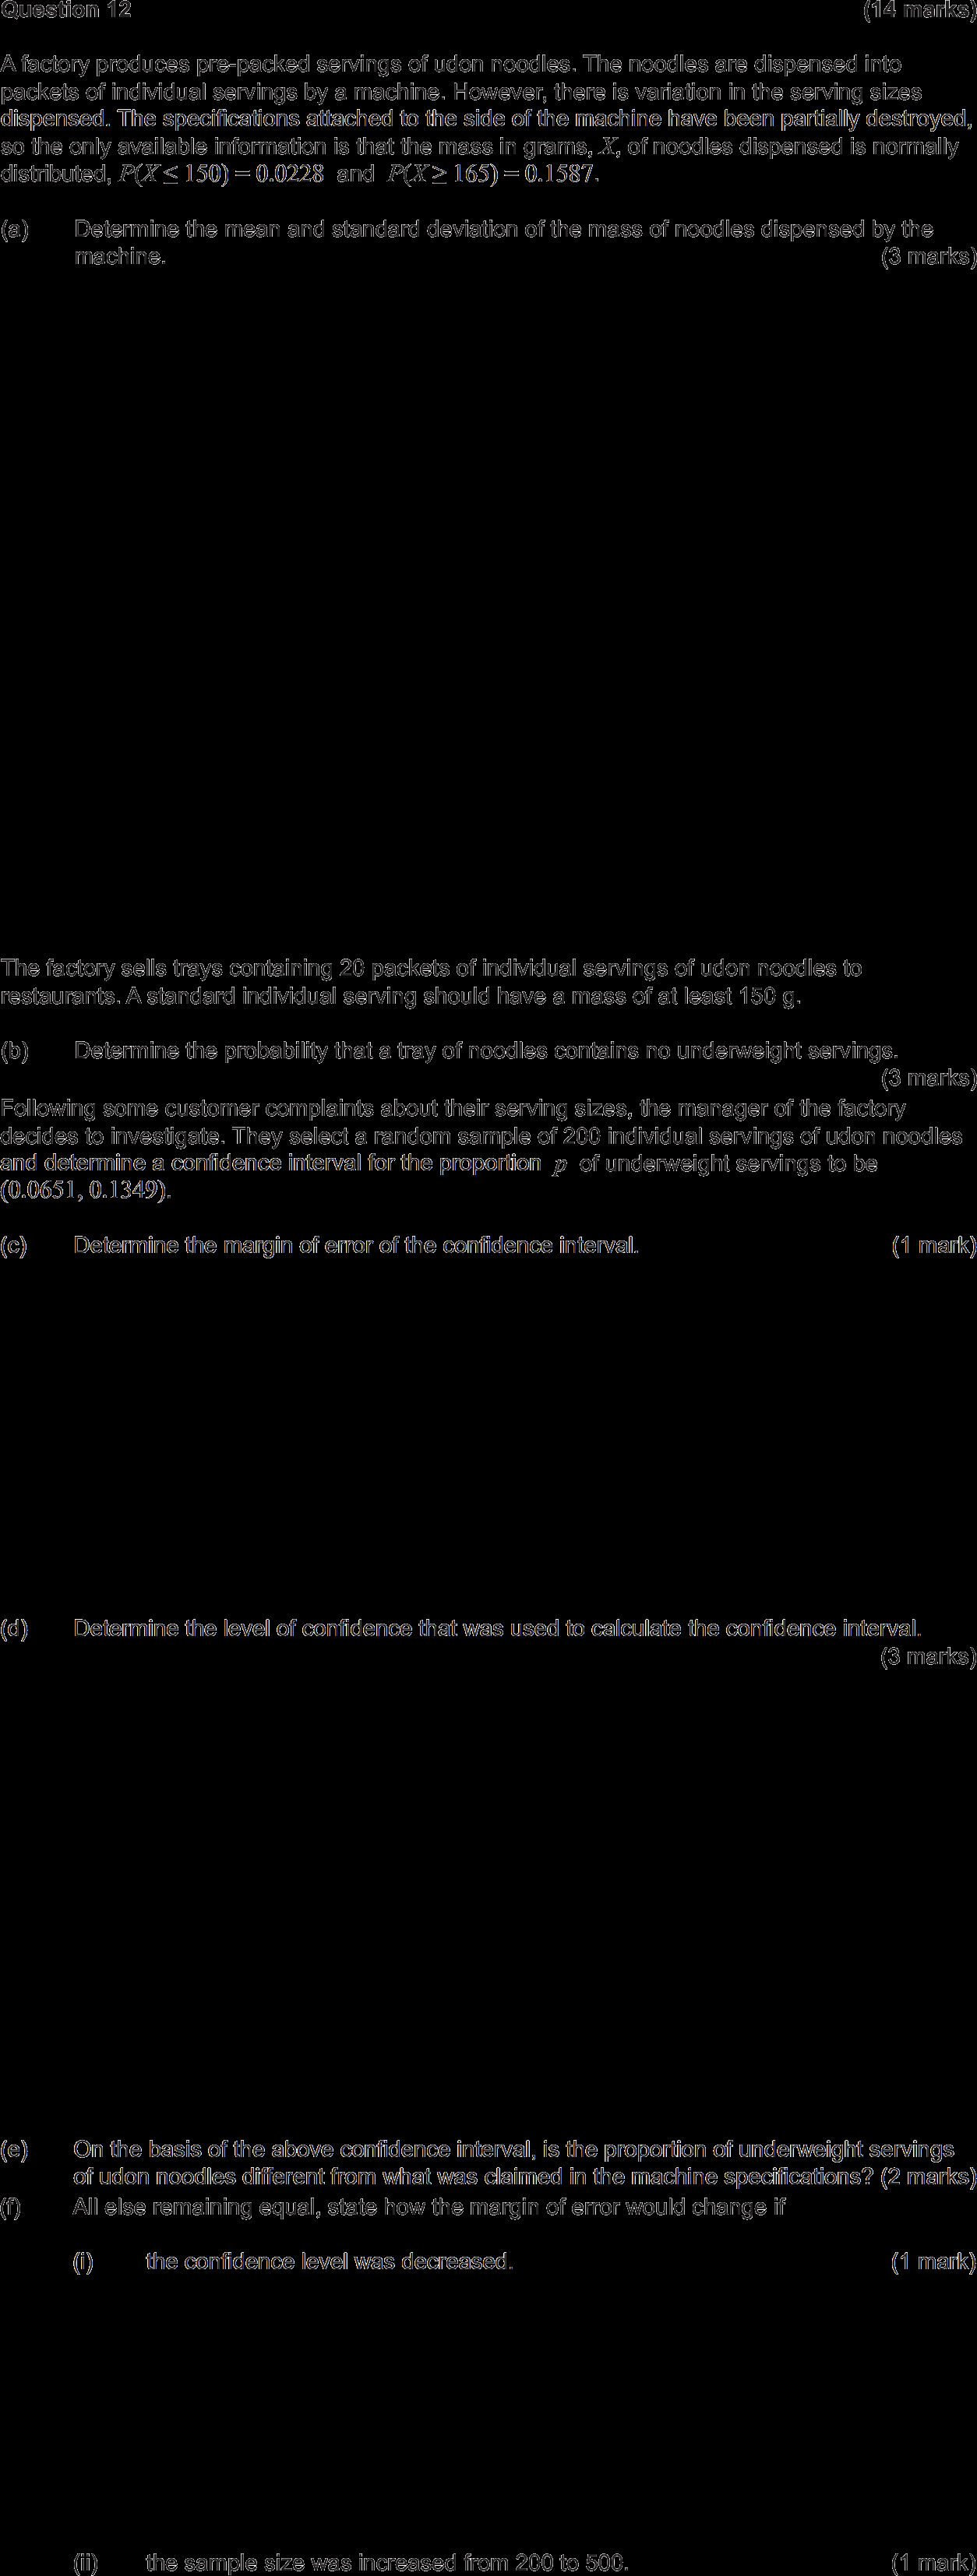 Question 12 (14 marks)
A factory produces pre-packed servings of udon noodles. The noodles are dispensed into
packets of individual servings by a machine. However, there is variation in the serving sizes
dispensed. The specifications attached to the side of the machine have been partially destroyed,
so the only available information is that the mass in grams, X, of noodles dispensed is normally
distributed, P(X ≤ 150) = 0.0228 and P(X ≥ 165) = 0.1587.
(a) Determine the mean and standard deviation of the mass of noodles dispensed by the
machine. (3 marks)
The factory sells trays containing 20 packets of individual servings of udon noodles to
restaurants. A standard individual serving should have a mass of at least 150 g.
(b) Determine the probability that a tray of noodles contains no underweight servings.
(3 marks)
Following some customer complaints about their serving sizes, the manager of the factory
decides to investigate. They select a random sample of 200 individual servings of udon noodles
and determine a confidence interval for the proportion p of underweight servings to be
(0.0651, 0.1349).
(c) Determine the margin of error of the confidence interval. (1 mark)
(d) Determine the level of confidence that was used to calculate the confidence interval.
(3 marks)
(e) On the basis of the above confidence interval, is the proportion of underweight servings
of udon noodles different from what was claimed in the machine specifications? (2 marks)
(f) All else remaining equal, state how the margin of error would change if
(i) the confidence level was decreased. (1 mark)
(ii) the sample size was increased from 200 to 500. (1 mark)